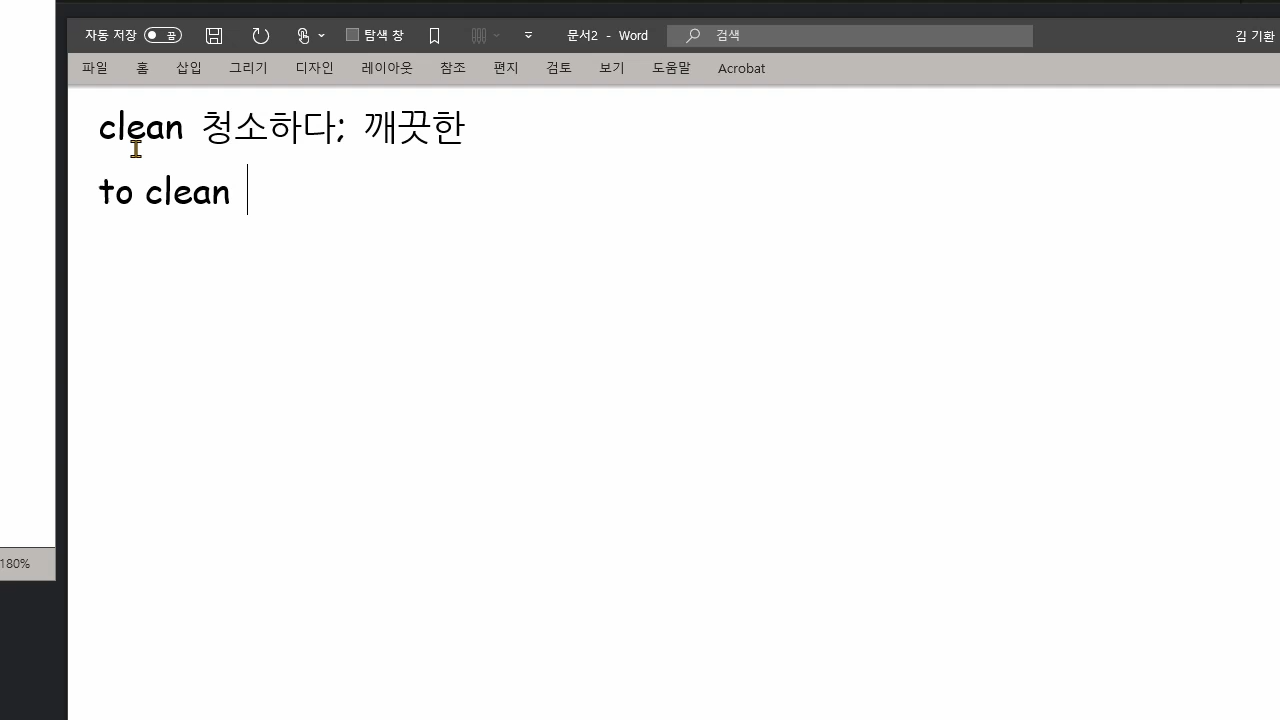 자동 저장 끔 탐색 창 문서2 - Word 검색 김 기환
파일 홈 삽입 그리기 디자인 레이아웃 참조 편지 검토 보기 도움말 Acrobat
clean 청소하다; 깨끗한
to clean
180%